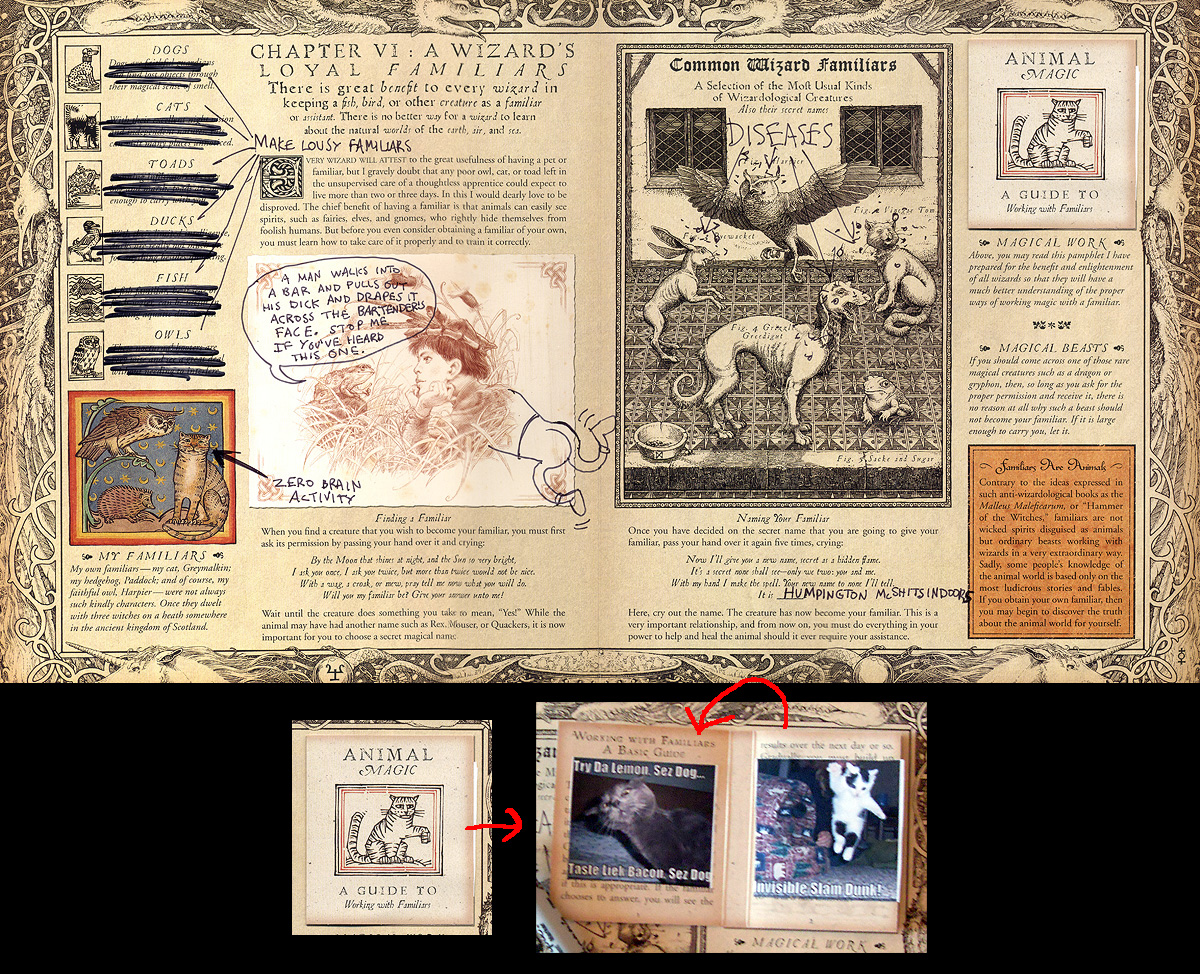 DOGS
their magical sense of smell.
CATS
TOADS
DUCKS
FISH
OWLS
MAKE LOUSY FAMILIARS
ZERO BRAIN
ACTIVITY
MY FAMILIARS
My own familiars — my cat, Greymalkin;
my hedgehog, Paddock; and of course, my
faithful owl, Harpier — were not always
such kindly characters. Once they dwelt
with three witches on a heath somewhere
in the ancient kingdom of Scotland.
CHAPTER VI: A WIZARD'S
LOYAL FAMILIARS
There is great benefit to every wizard in
keeping a fish, bird, or other creature as a familiar
or assistant. There is no better way for a wizard to learn
about the natural worlds of the earth, air, and sea.
EVERY WIZARD WILL ATTEST to the great usefulness of having a pet or
familiar, but I gravely doubt that any poor owl, cat, or toad left in
the unsupervised care of a thoughtless apprentice could expect to
live more than two or three days. In this I would dearly love to be
disproved. The chief benefit of having a familiar is that animals can easily see
spirits, such as fairies, elves, and gnomes, who rightly hide themselves from
foolish humans. But before you even consider obtaining a familiar of your own,
you must learn how to take care of it properly and to train it correctly.
A MAN WALKS INTO
A BAR AND PULLS OUT
HIS DICK AND DRAPES IT
ACROSS THE BARTENDERS
FACE. STOP ME
IF YOU'VE HEARD
THIS ONE.
Finding a Familiar
When you find a creature that you wish to become your familiar, you must first
ask its permission by passing your hand over it and crying:
By the Moon that shines at night, and the Sun so very bright,
I ask you once, I ask you twice, but more than twice would not be nice.
With a wag, a croak, or mew, pray tell me now what you will do.
Will you my familiar be? Give your answer unto me!
Wait until the creature does something you take to mean, "Yes!" While the
animal may have had another name such as Rex, Mouser, or Quackers, it is now
important for you to choose a secret magical name.
Common Wizard Familiars
A Selection of the Most Usual Kinds
of Wizardological Creatures
Also their secret names
DISEASES
Fig. 4 Grizzle
Greedigut
Fig. 5 Sacke and Sugar
Naming Your Familiar
Once you have decided on the secret name that you are going to give your
familiar, pass your hand over it again five times, crying:
Now I'll give you a new name, secret as a hidden flame.
It's a secret none shall see—only we two; you and me.
With my hand I make the spell. Your new name to none I'll tell.
It is HUMPINGTON McSHITSINDOORS
Here, cry out the name. The creature has now become your familiar. This is a
very important relationship, and from now on, you must do everything in your
power to help and heal the animal should it ever require your assistance.
ANIMAL
MAGIC
A GUIDE TO
Working with Familiars
MAGICAL WORK
Above, you may read this pamphlet I have
prepared for the benefit and enlightenment
of all wizards so that they will have a
much better understanding of the proper
ways of working magic with a familiar.
MAGICAL BEASTS
If you should come across one of those rare
magical creatures such as a dragon or
gryphon, then, so long as you ask for the
proper permission and receive it, there is
no reason at all why such a beast should
not become your familiar. If it is large
enough to carry you, let it.
Familiars Are Animals
Contrary to the ideas expressed in
such anti-wizardological books as the
Malleus Maleficarum, or "Hammer
of the Witches," familiars are not
wicked spirits disguised as animals
but ordinary beasts working with
wizards in a very extraordinary way.
Sadly, some people's knowledge of
the animal world is based only on the
most ludicrous stories and fables.
If you obtain your own familiar, then
you may begin to discover the truth
about the animal world for yourself.
ANIMAL
MAGIC
A GUIDE TO
Working with Familiars
WORKING WITH FAMILIARS
A BASIC GUIDE
Try Da Lemon, Sez Dog...
Taste Liek Bacon, Sez Dog
if this is appropriate. If the
chooses to answer, you will see the
1
results over the next day or so.
Gradually you must build up
Invisible Slam Dunk!
2
MAGICAL WORK